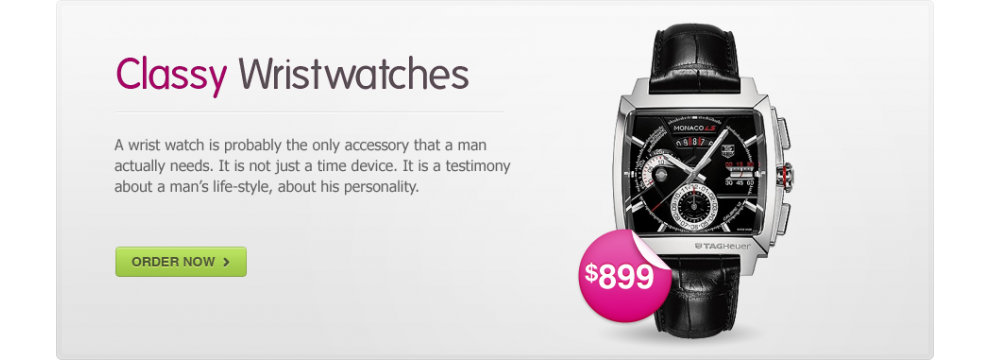 Classy Wristwatches
A wrist watch is probably the only accessory that a man
actually needs. It is not just a time device. It is a testimony
about a man's life-style, about his personality.
ORDER NOW
MONACO LS
TAGHeuer
$899